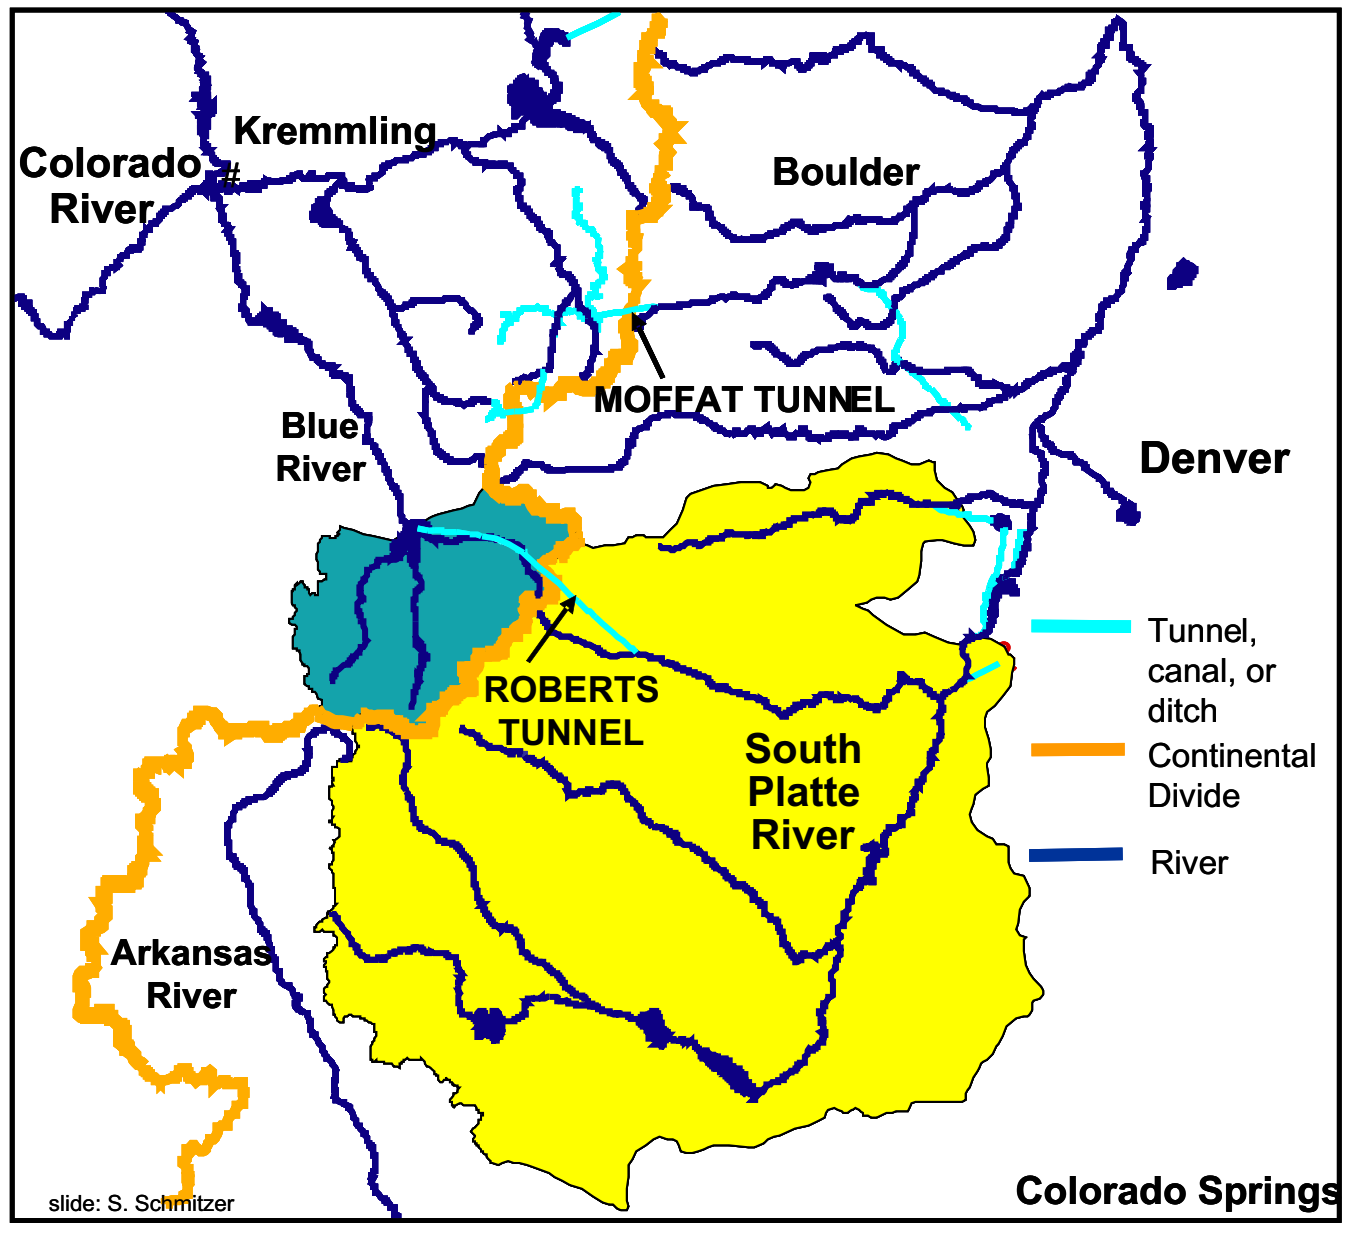 Kremmling
Colorado
River
#
Boulder
MOFFAT TUNNEL
Blue
River
Denver
Tunnel,
canal, or
ditch
ROBERTS
TUNNEL
South
Platte
River
Continental
Divide
River
Arkansas
River
Colorado Springs
slide: S. Schmitzer